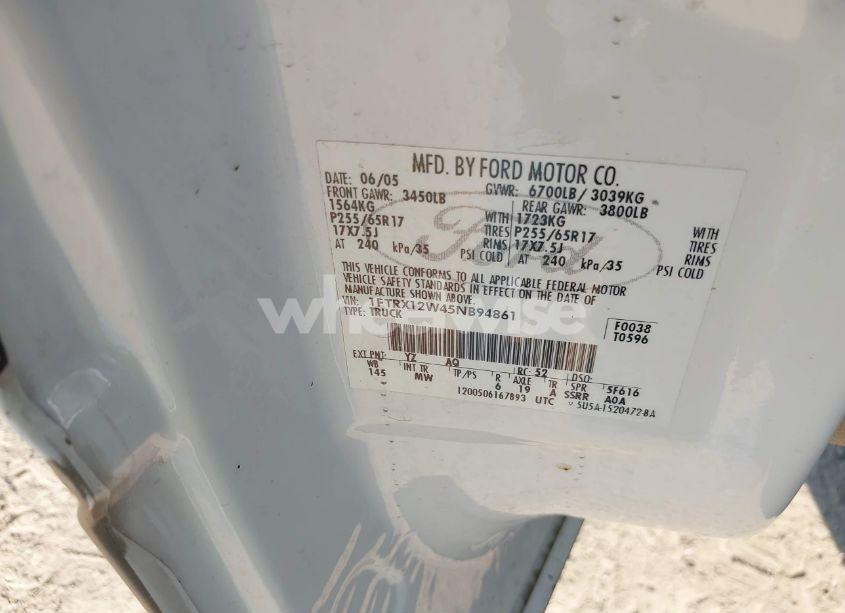 MFD. BY FORD MOTOR CO.
DATE: 06/05 GVWR: 6700LB/ 3039KG
FRONT GAWR: 3450LB REAR GAWR: 3800LB
1564KG WITH 1723KG WITH
P255/65R17 TIRES P255/65R17 TIRES
17X7.5J RIMS 17X7.5J RIMS
AT 240 kPa/35 PSI COLD AT 240 kPa/35 PSI COLD
THIS VEHICLE CONFORMS TO ALL APPLICABLE FEDERAL MOTOR
VEHICLE SAFETY STANDARDS IN EFFECT ON THE DATE OF
MANUFACTURE SHOWN ABOVE.
VIN: 1FTRX12W45NB94861
TYPE: TRUCK
F0038
T0596
EXT PNT: YZ AQ RC: 52 DSO:
WB INT TR TP/PS R AXLE TR SPR 5F616
145 MW 6 19 A SSRR A0A
1200506167893 UTC
5U5A-1520472-BA
Ford
wheelwise